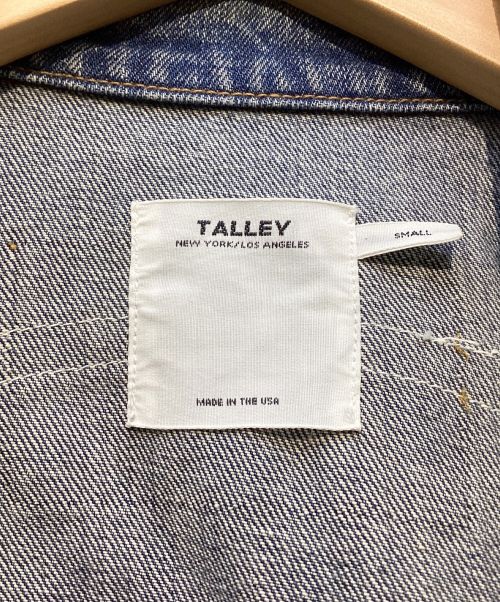 TALLEY
NEW YORK/LOS ANGELES
SMALL
MADE IN THE USA